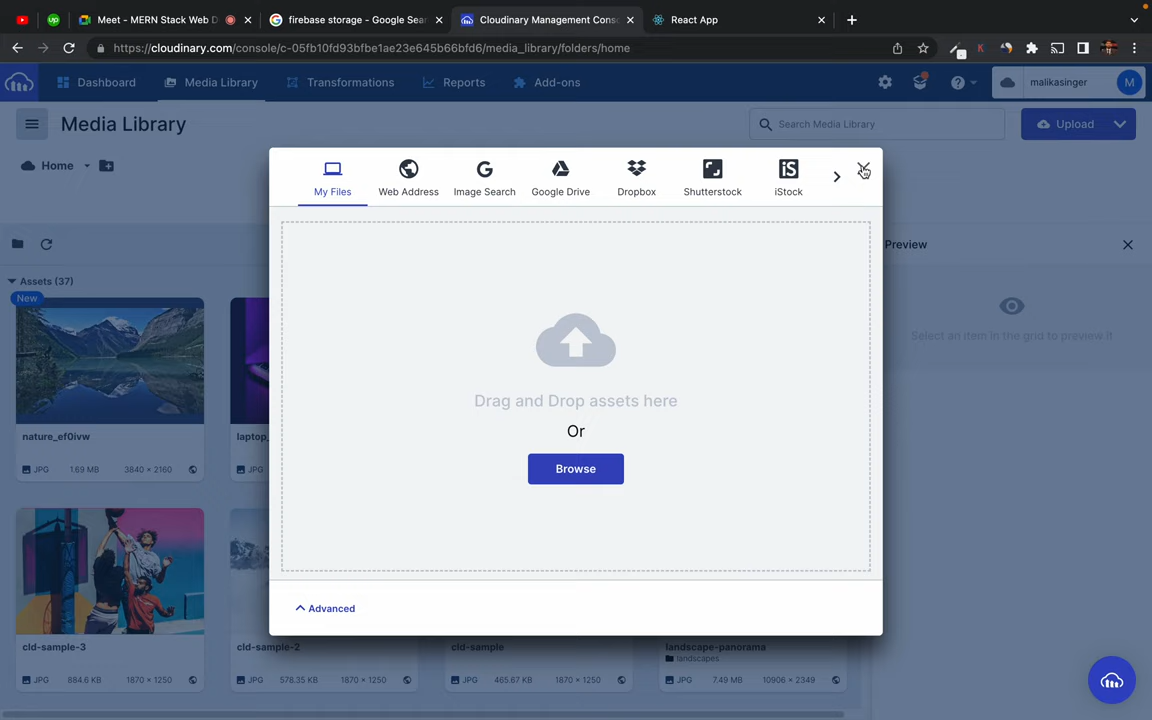 Meet - MERN Stack Web D
firebase storage - Google Sear
Cloudinary Management Cons
React App
https://cloudinary.com/console/c-05fb10fd93bfbe1ae23e645b66bfd6/media_library/folders/home
Dashboard
Media Library
Transformations
Reports
Add-ons
malikasinger
M
Media Library
Search Media Library
Upload
Home
My Files
Web Address
Image Search
Google Drive
Dropbox
Shutterstock
iStock
Preview
Assets (37)
New
Select an item in the grid to preview it
Drag and Drop assets here
Or
Browse
nature_ef0ivw
JPG 1.69 MB 3840 × 2160
JPG
Advanced
cld-sample-3
JPG 884.6 KB 1870 × 1250
cld-sample-2
JPG 578.35 KB 1870 × 1250
cld-sample
JPG 465.67 KB 1870 × 1250
landscape-panorama
landscapes
JPG 7.49 MB 10906 × 2349